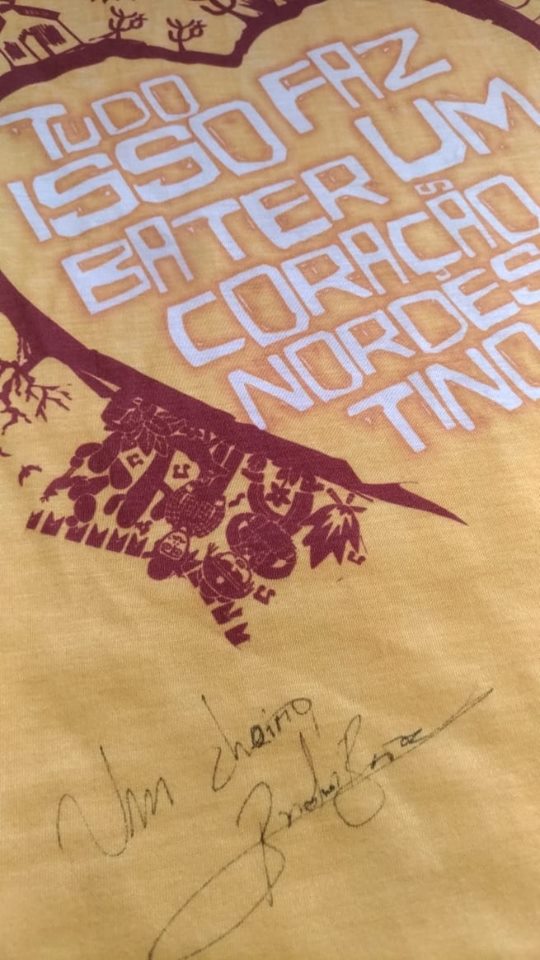 TUDO
ISSO FAZ
BATER UM
CORAÇÃO
NORDES
TINO
Um cheiro,